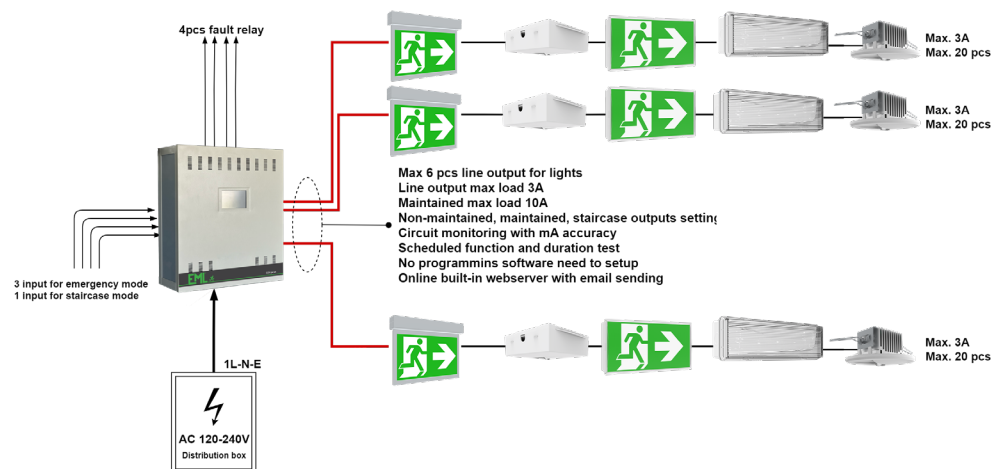 4pcs fault relay
Max. 3A
Max. 20 pcs
Max. 3A
Max. 20 pcs
Max 6 pcs line output for lights
Line output max load 3A
Maintained max load 10A
Non-maintained, maintained, staircase outputs setting
Circuit monitoring with mA accuracy
Scheduled function and duration test
No programmins software need to setup
Online built-in webserver with email sending
3 input for emergency mode
1 input for staircase mode
EML
Max. 3A
Max. 20 pcs
1L-N-E
AC 120-240V
Distribution box